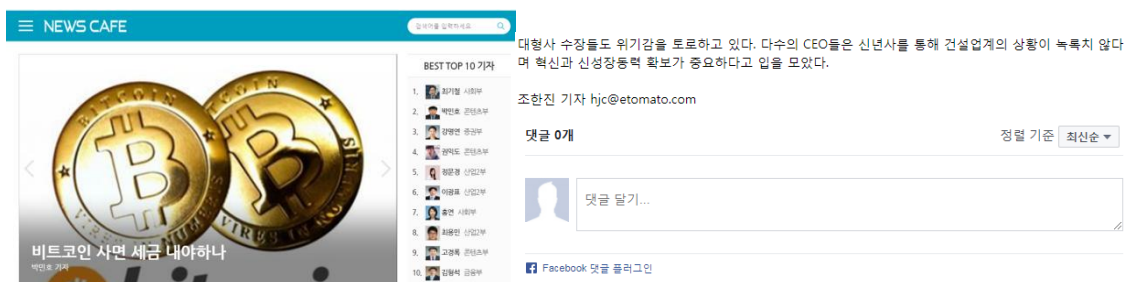 NEWS CAFE
검색어를 입력하세요
BITCOIN
VIRES IN NUMERIS
비트코인 사면 세금 내야하나
박민호 기자
BEST TOP 10 기자
1. 최기철 사회부
2. 박민호 콘텐츠부
3. 강명연 증권부
4. 권익도 콘텐츠부
5. 정문경 산업2부
6. 이광표 산업2부
7. 홍연 사회부
8. 최용민 산업2부
9. 고경록 콘텐츠부
10. 김형석 금융부
대형사 수장들도 위기감을 토로하고 있다. 다수의 CEO들은 신년사를 통해 건설업계의 상황이 녹록치 않다
며 혁신과 신성장동력 확보가 중요하다고 입을 모았다.
조한진 기자 hjc@etomato.com
댓글 0개
정렬 기준 최신순
댓글 달기...
Facebook 댓글 플러그인